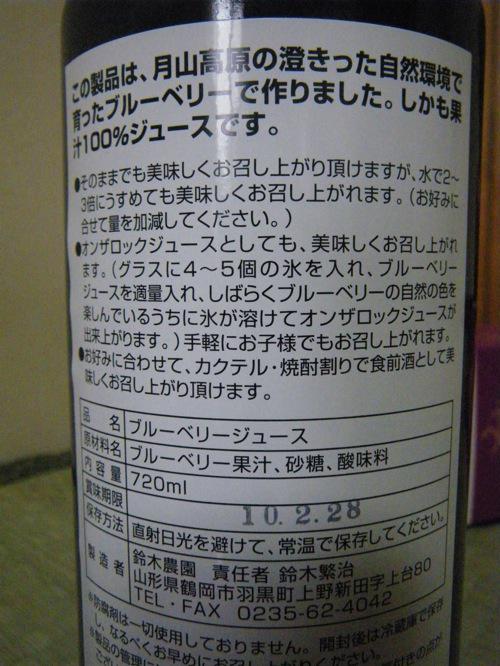 この製品は、月山高原の澄きった自然環境で
育ったブルーベリーで作りました。しかも果
汁100%ジュースです。
●そのままでも美味しくお召し上がり頂けますが、水で2〜
3倍にうすめても美味しくお召し上がれます。(お好みに
合せて量を加減してください。)
●オンザロックジュースとしても、美味しくお召し上がれ
ます。(グラスに4〜5個の氷を入れ、ブルーベリー
ジュースを適量入れ、しばらくブルーベリーの自然の色を
楽しんでいるうちに氷が溶けてオンザロックジュースが
出来上がります。)手軽にお子様でもお召し上がれます。
●お好みに合わせて、カクテル・焼酎割りで食前酒として美
味しくお召し上がり頂けます。
品名 ブルーベリージュース
原材料名 ブルーベリー果汁、砂糖、酸味料
内容量 720ml
賞味期限 10.2.28
保存方法 直射日光を避けて、常温で保存してください。
製造者 鈴木農園 責任者 鈴木繁治
山形県鶴岡市羽黒町上野新田字上台80
TEL・FAX 0235-62-4042
●防腐剤は一切使用しておりません。開封後は冷蔵庫で保存
し、なるべくお早めにお召し上がりください。
●製品の管理に